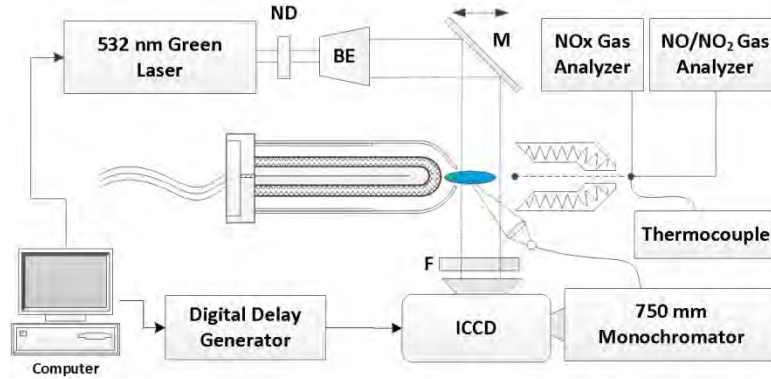 ND
532 nm Green
Laser
BE
M
NOx Gas
Analyzer
NO/NO₂ Gas
Analyzer
Thermocouple
F
Digital Delay
Generator
ICCD
750 mm
Monochromator
Computer